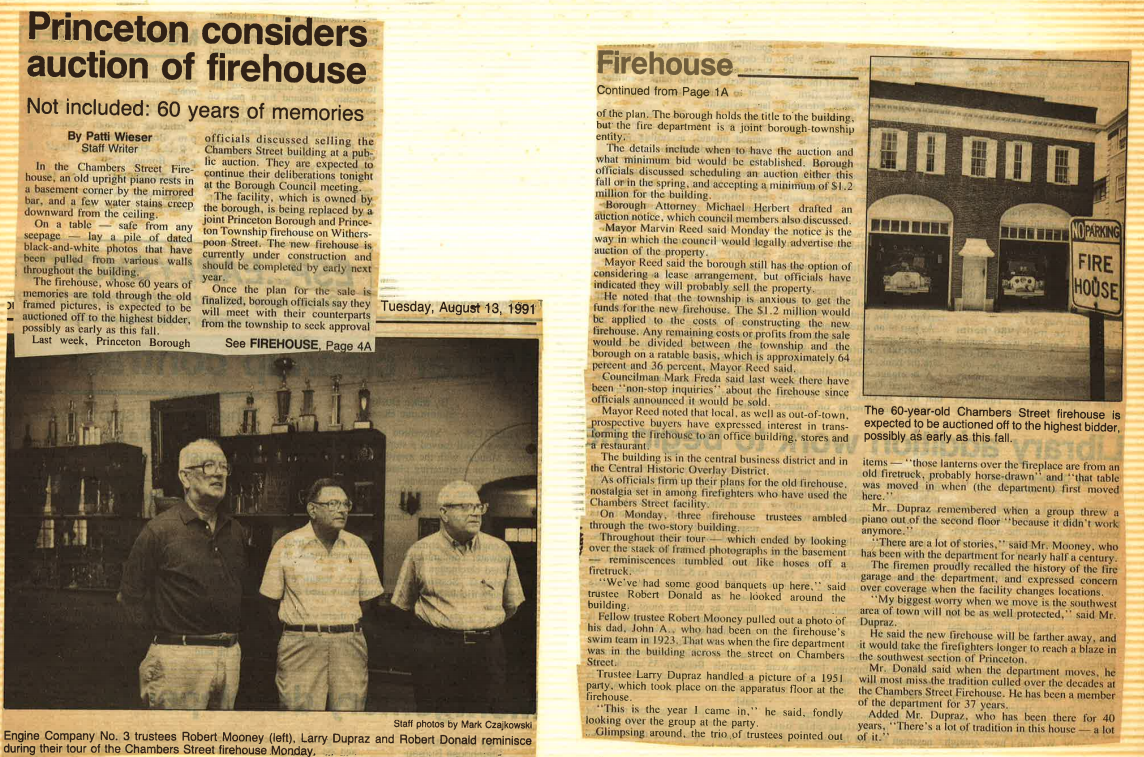 Princeton considers
auction of firehouse
Not included: 60 years of memories
By Patti Wieser
Staff Writer
In the Chambers Street Fire-
house, an old upright piano rests in
a basement corner by the mirrored
bar, and a few water stains creep
downward from the ceiling.
On a table — safe from any
seepage — lay a pile of dated
black-and-white photos that have
been pulled from various walls
throughout the building.
The firehouse, whose 60 years of
memories are told through the old
framed pictures, is expected to be
auctioned off to the highest bidder,
possibly as early as this fall.
Last week, Princeton Borough
officials discussed selling the
Chambers Street building at a pub-
lic auction. They are expected to
continue their deliberations tonight
at the Borough Council meeting.
The facility, which is owned by
the borough, is being replaced by a
joint Princeton Borough and Prince-
ton Township firehouse on Withers-
poon Street. The new firehouse is
currently under construction and
should be completed by early next
year.
Once the plan for the sale is
finalized, borough officials say they
will meet with their counterparts
from the township to seek approval
See FIREHOUSE, Page 4A
Tuesday, August 13, 1991
Staff photos by Mark Czajkowski
Engine Company No. 3 trustees Robert Mooney (left), Larry Dupraz and Robert Donald reminisce
during their tour of the Chambers Street firehouse Monday.
Firehouse
Continued from Page 1A
of the plan. The borough holds the title to the building,
but the fire department is a joint borough-township
entity.
The details include when to have the auction and
what minimum bid would be established. Borough
officials discussed scheduling an auction either this
fall or in the spring, and accepting a minimum of $1.2
million for the building.
Borough Attorney Michael Herbert drafted an
auction notice, which council members also discussed.
Mayor Marvin Reed said Monday the notice is the
way in which the council would legally advertise the
auction of the property.
Mayor Reed said the borough still has the option of
considering a lease arrangement, but officials have
indicated they will probably sell the property.
He noted that the township is anxious to get the
funds for the new firehouse. The $1.2 million would
be applied to the costs of constructing the new
firehouse. Any remaining costs or profits from the sale
would be divided between the township and the
borough on a ratable basis, which is approximately 64
percent and 36 percent, Mayor Reed said.
Councilman Mark Freda said last week there have
been "non-stop inquiries" about the firehouse since
officials announced it would be sold.
Mayor Reed noted that local, as well as out-of-town,
prospective buyers have expressed interest in trans-
forming the firehouse to an office building, stores and
a restaurant.
The building is in the central business district and in
the Central Historic Overlay District.
As officials firm up their plans for the old firehouse,
nostalgia set in among firefighters who have used the
Chambers Street facility.
On Monday, three firehouse trustees ambled
through the two-story building.
Throughout their tour — which ended by looking
over the stack of framed photographs in the basement
— reminiscences tumbled out like hoses off a
firetruck.
"We've had some good banquets up here," said
trustee Robert Donald as he looked around the
building.
Fellow trustee Robert Mooney pulled out a photo of
his dad, John A., who had been on the firehouse's
swim team in 1923. That was when the fire department
was in the building across the street on Chambers
Street.
Trustee Larry Dupraz handled a picture of a 1951
party, which took place on the apparatus floor at the
firehouse.
"This is the year I came in," he said, fondly
looking over the group at the party.
Glimpsing around, the trio of trustees pointed out
NO PARKING
FIRE
HOUSE
The 60-year-old Chambers Street firehouse is
expected to be auctioned off to the highest bidder,
possibly as early as this fall.
items — "those lanterns over the fireplace are from an
old firetruck, probably horse-drawn" and "that table
was moved in when (the department) first moved
here."
Mr. Dupraz remembered when a group threw a
piano out of the second floor "because it didn't work
anymore."
"There are a lot of stories," said Mr. Mooney, who
has been with the department for nearly half a century.
The firemen proudly recalled the history of the fire
garage and the department, and expressed concern
over coverage when the facility changes locations.
"My biggest worry when we move is the southwest
area of town will not be as well protected," said Mr.
Dupraz.
He said the new firehouse will be farther away, and
it would take the firefighters longer to reach a blaze in
the southwest section of Princeton.
Mr. Donald said when the department moves, he
will most miss the tradition culled over the decades at
the Chambers Street Firehouse. He has been a member
of the department for 37 years.
Added Mr. Dupraz, who has been there for 40
years, "There's a lot of tradition in this house — a lot
of it."